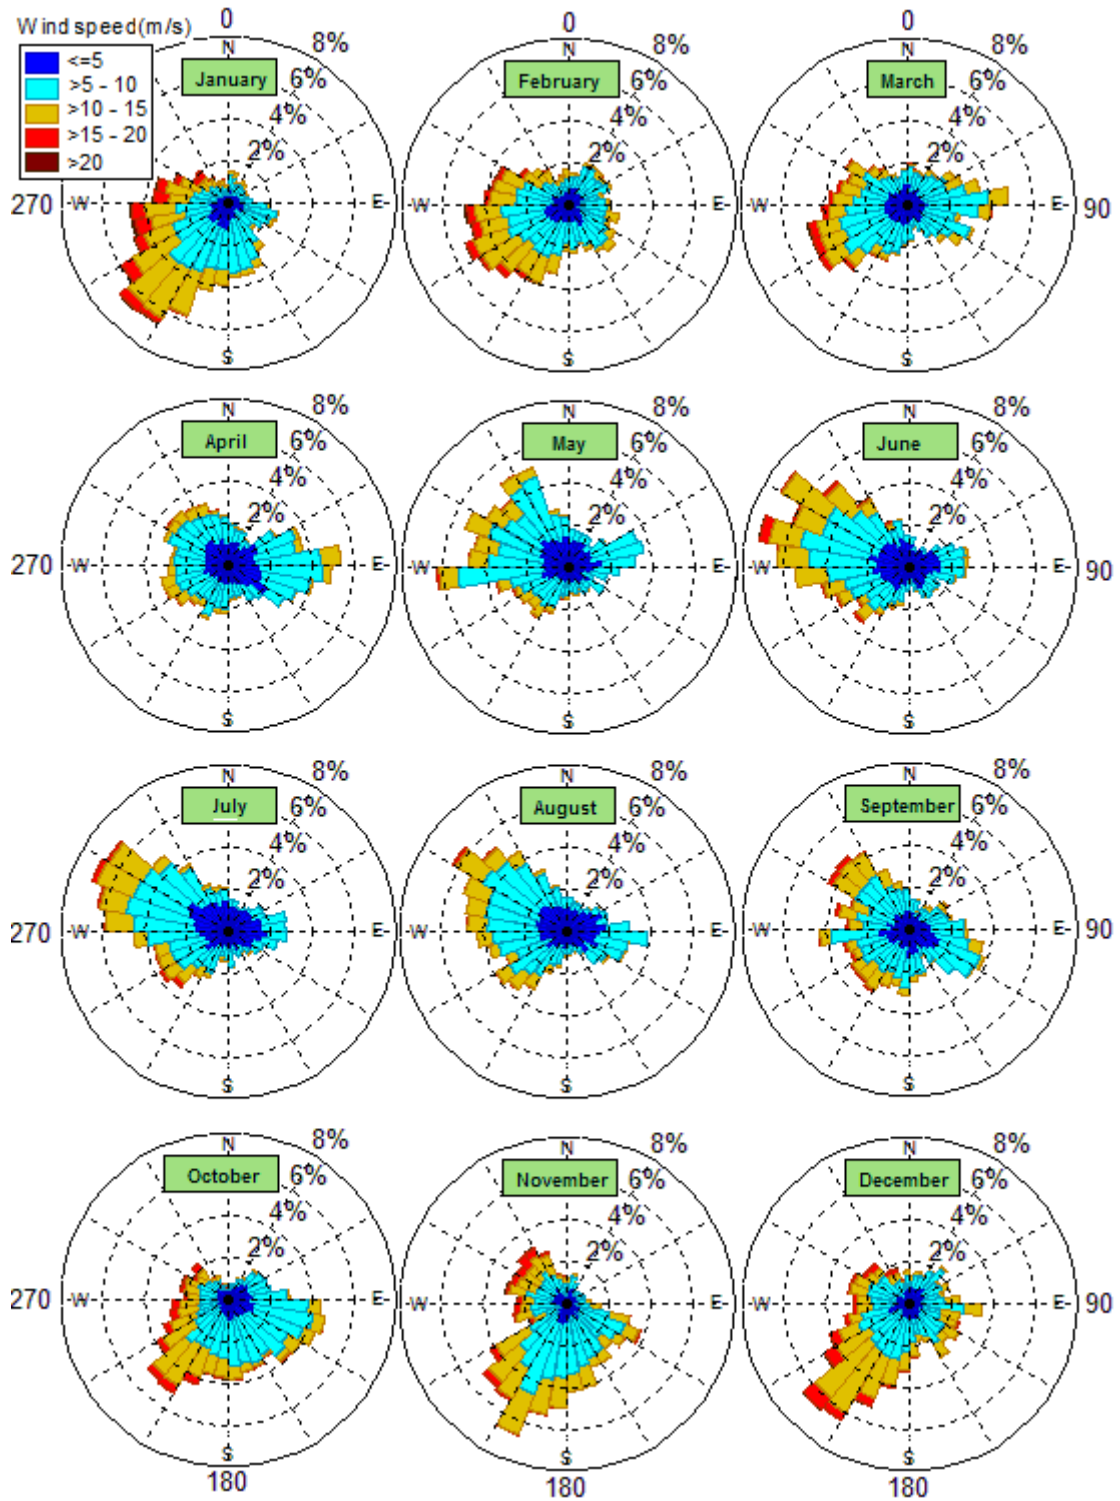 Wind speed(m/s)
<=5
>5 - 10
>10 - 15
>15 - 20
>20
0
N
8%
January
6%
4%
2%
270
W
E
S
0
N
8%
February
6%
4%
2%
W
E
S
0
N
8%
March
6%
4%
2%
W
E
90
S
N
8%
April
6%
4%
2%
270
W
E
S
N
8%
May
6%
4%
2%
W
E
S
N
8%
June
6%
4%
2%
W
E
90
S
N
8%
July
6%
4%
2%
270
W
E
S
N
8%
August
6%
4%
2%
W
E
S
N
8%
September
6%
4%
2%
W
E
90
S
N
8%
October
6%
4%
2%
270
W
E
S
180
N
8%
November
6%
4%
2%
W
E
S
180
N
8%
December
6%
4%
2%
W
E
90
S
180